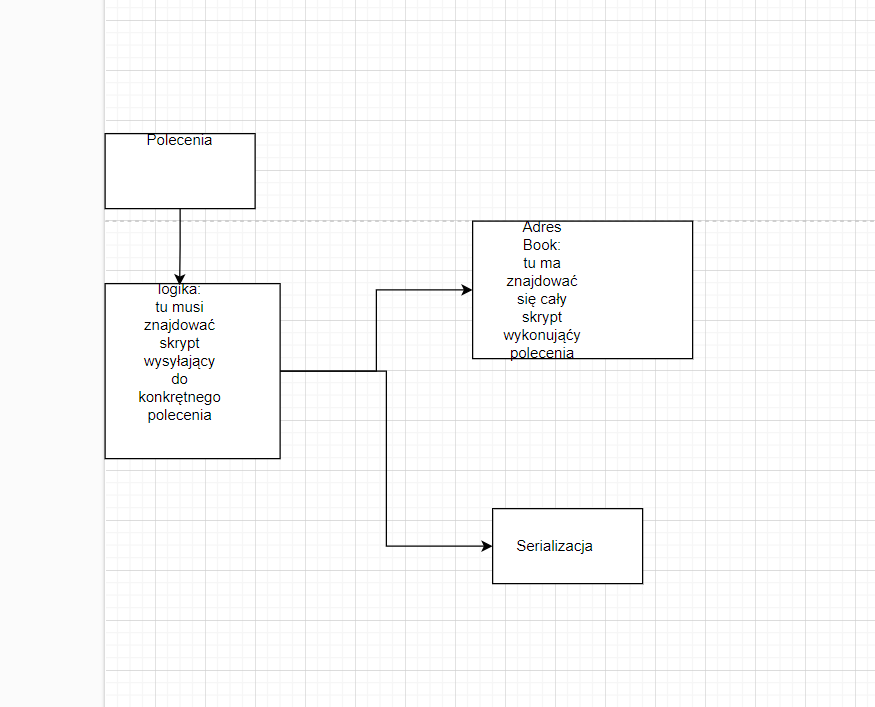 Polecenia
logika:
tu musi
znajdować
skrypt
wysyłający
do
konkrętnego
polecenia
Adres
Book:
tu ma
znajdować
się cały
skrypt
wykonująćy
polecenia
Serializacja